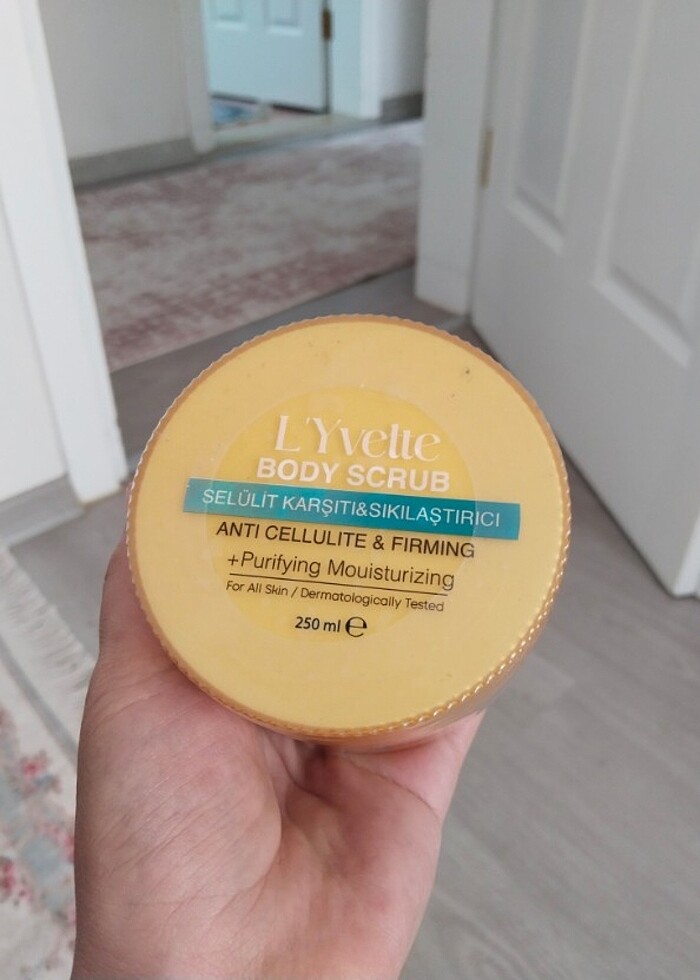 L'Yvette
BODY SCRUB
SELÜLİT KARŞITI&SIKILAŞTIRICI
ANTI CELLULITE & FIRMING
+Purifying Mouisturizing
For All Skin / Dermatologically Tested
250 ml ℮